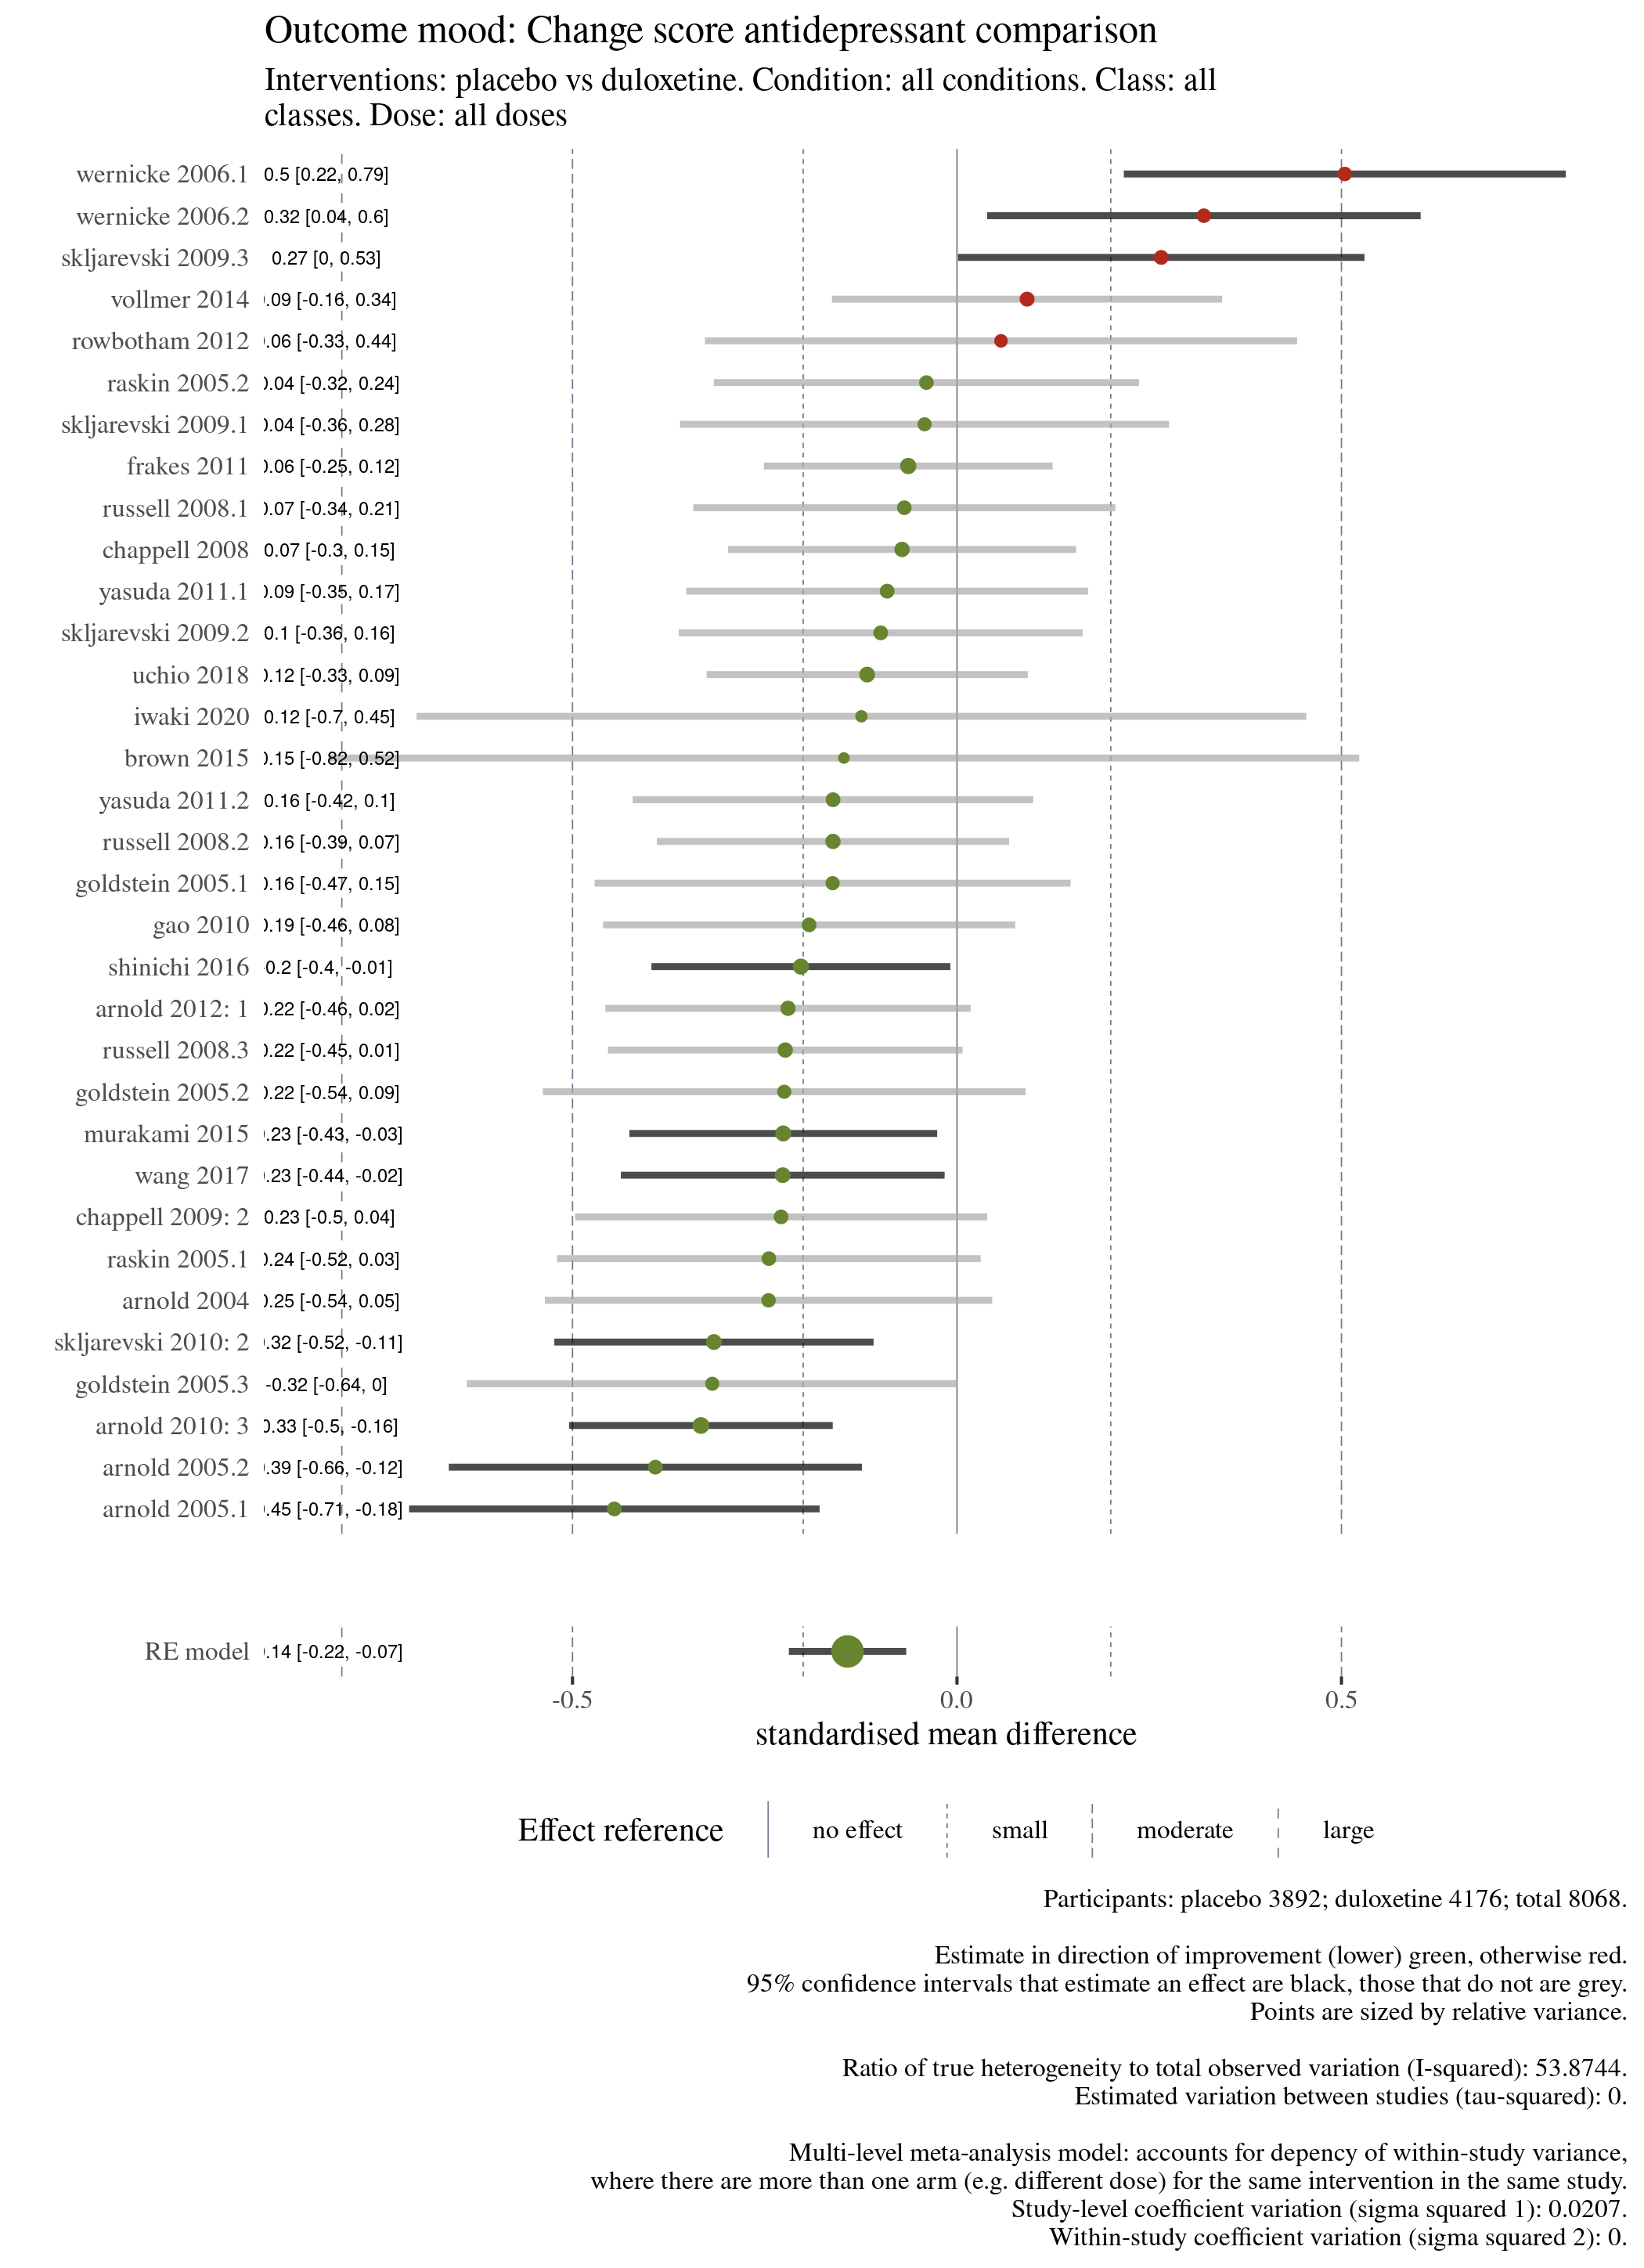 Outcome mood: Change score antidepressant comparison
Interventions: placebo vs duloxetine. Condition: all conditions. Class: all
classes. Dose: all doses
wernicke 2006.1 0.5 [0.22, 0.79]
wernicke 2006.2 0.32 [0.04, 0.6]
skljarevski 2009.3 0.27 [0, 0.53]
vollmer 2014 .09 [-0.16, 0.34]
rowbotham 2012 .06 [-0.33, 0.44]
raskin 2005.2 .04 [-0.32, 0.24]
skljarevski 2009.1 .04 [-0.36, 0.28]
frakes 2011 .06 [-0.25, 0.12]
russell 2008.1 .07 [-0.34, 0.21]
chappell 2008 0.07 [-0.3, 0.15]
yasuda 2011.1 .09 [-0.35, 0.17]
skljarevski 2009.2 0.1 [-0.36, 0.16]
uchio 2018 .12 [-0.33, 0.09]
iwaki 2020 0.12 [-0.7, 0.45]
brown 2015 .15 [-0.82, 0.52]
yasuda 2011.2 0.16 [-0.42, 0.1]
russell 2008.2 .16 [-0.39, 0.07]
goldstein 2005.1 .16 [-0.47, 0.15]
gao 2010 .19 [-0.46, 0.08]
shinichi 2016 -0.2 [-0.4, -0.01]
arnold 2012: 1 .22 [-0.46, 0.02]
russell 2008.3 .22 [-0.45, 0.01]
goldstein 2005.2 .22 [-0.54, 0.09]
murakami 2015 .23 [-0.43, -0.03]
wang 2017 .23 [-0.44, -0.02]
chappell 2009: 2 0.23 [-0.5, 0.04]
raskin 2005.1 .24 [-0.52, 0.03]
arnold 2004 .25 [-0.54, 0.05]
skljarevski 2010: 2 .32 [-0.52, -0.11]
goldstein 2005.3 -0.32 [-0.64, 0]
arnold 2010: 3 0.33 [-0.5, -0.16]
arnold 2005.2 .39 [-0.66, -0.12]
arnold 2005.1 .45 [-0.71, -0.18]
RE model .14 [-0.22, -0.07]
-0.5 0.0 0.5
standardised mean difference
Effect reference no effect small moderate large
Participants: placebo 3892; duloxetine 4176; total 8068.
Estimate in direction of improvement (lower) green, otherwise red.
95% confidence intervals that estimate an effect are black, those that do not are grey.
Points are sized by relative variance.
Ratio of true heterogeneity to total observed variation (I-squared): 53.8744.
Estimated variation between studies (tau-squared): 0.
Multi-level meta-analysis model: accounts for depency of within-study variance,
where there are more than one arm (e.g. different dose) for the same intervention in the same study.
Study-level coefficient variation (sigma squared 1): 0.0207.
Within-study coefficient variation (sigma squared 2): 0.